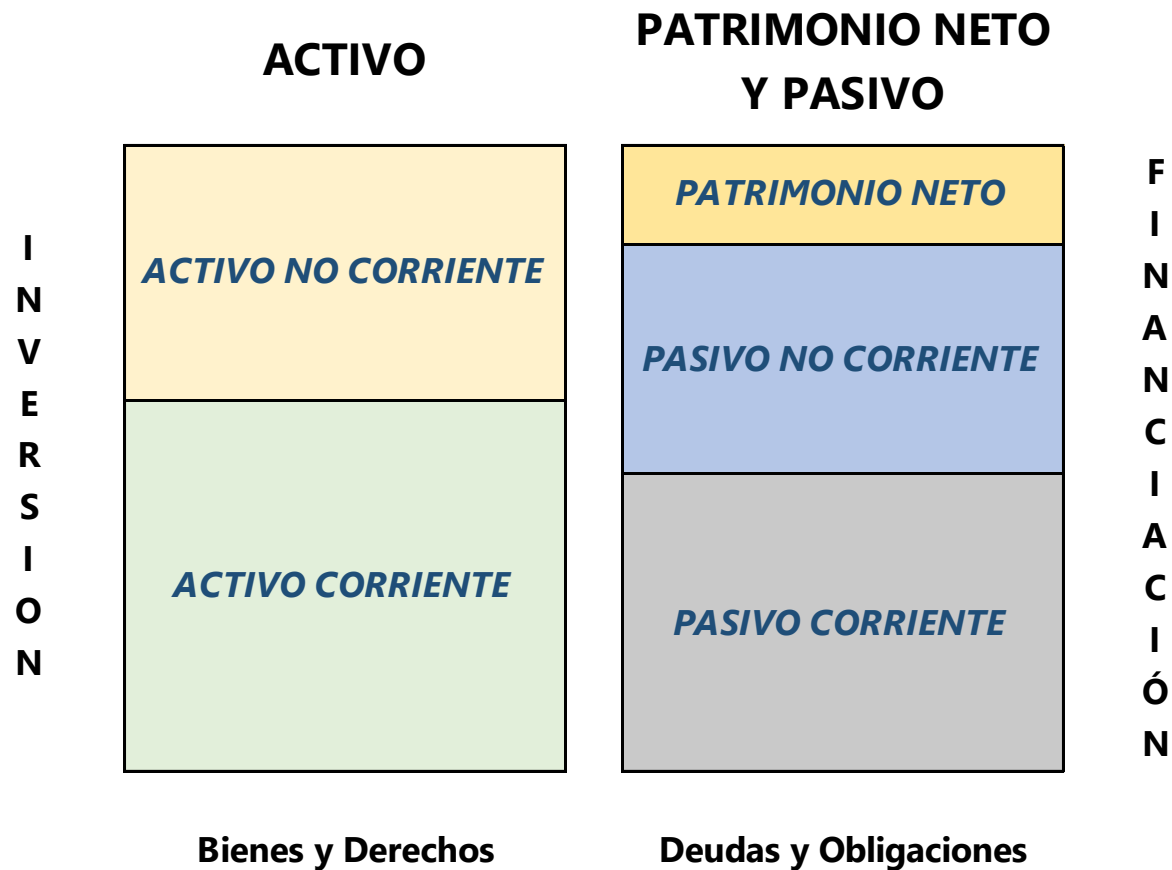 ACTIVO
PATRIMONIO NETO
Y PASIVO
INVERSION
ACTIVO NO CORRIENTE
ACTIVO CORRIENTE
PATRIMONIO NETO
PASIVO NO CORRIENTE
PASIVO CORRIENTE
FINANCIACIÓN
Bienes y Derechos
Deudas y Obligaciones